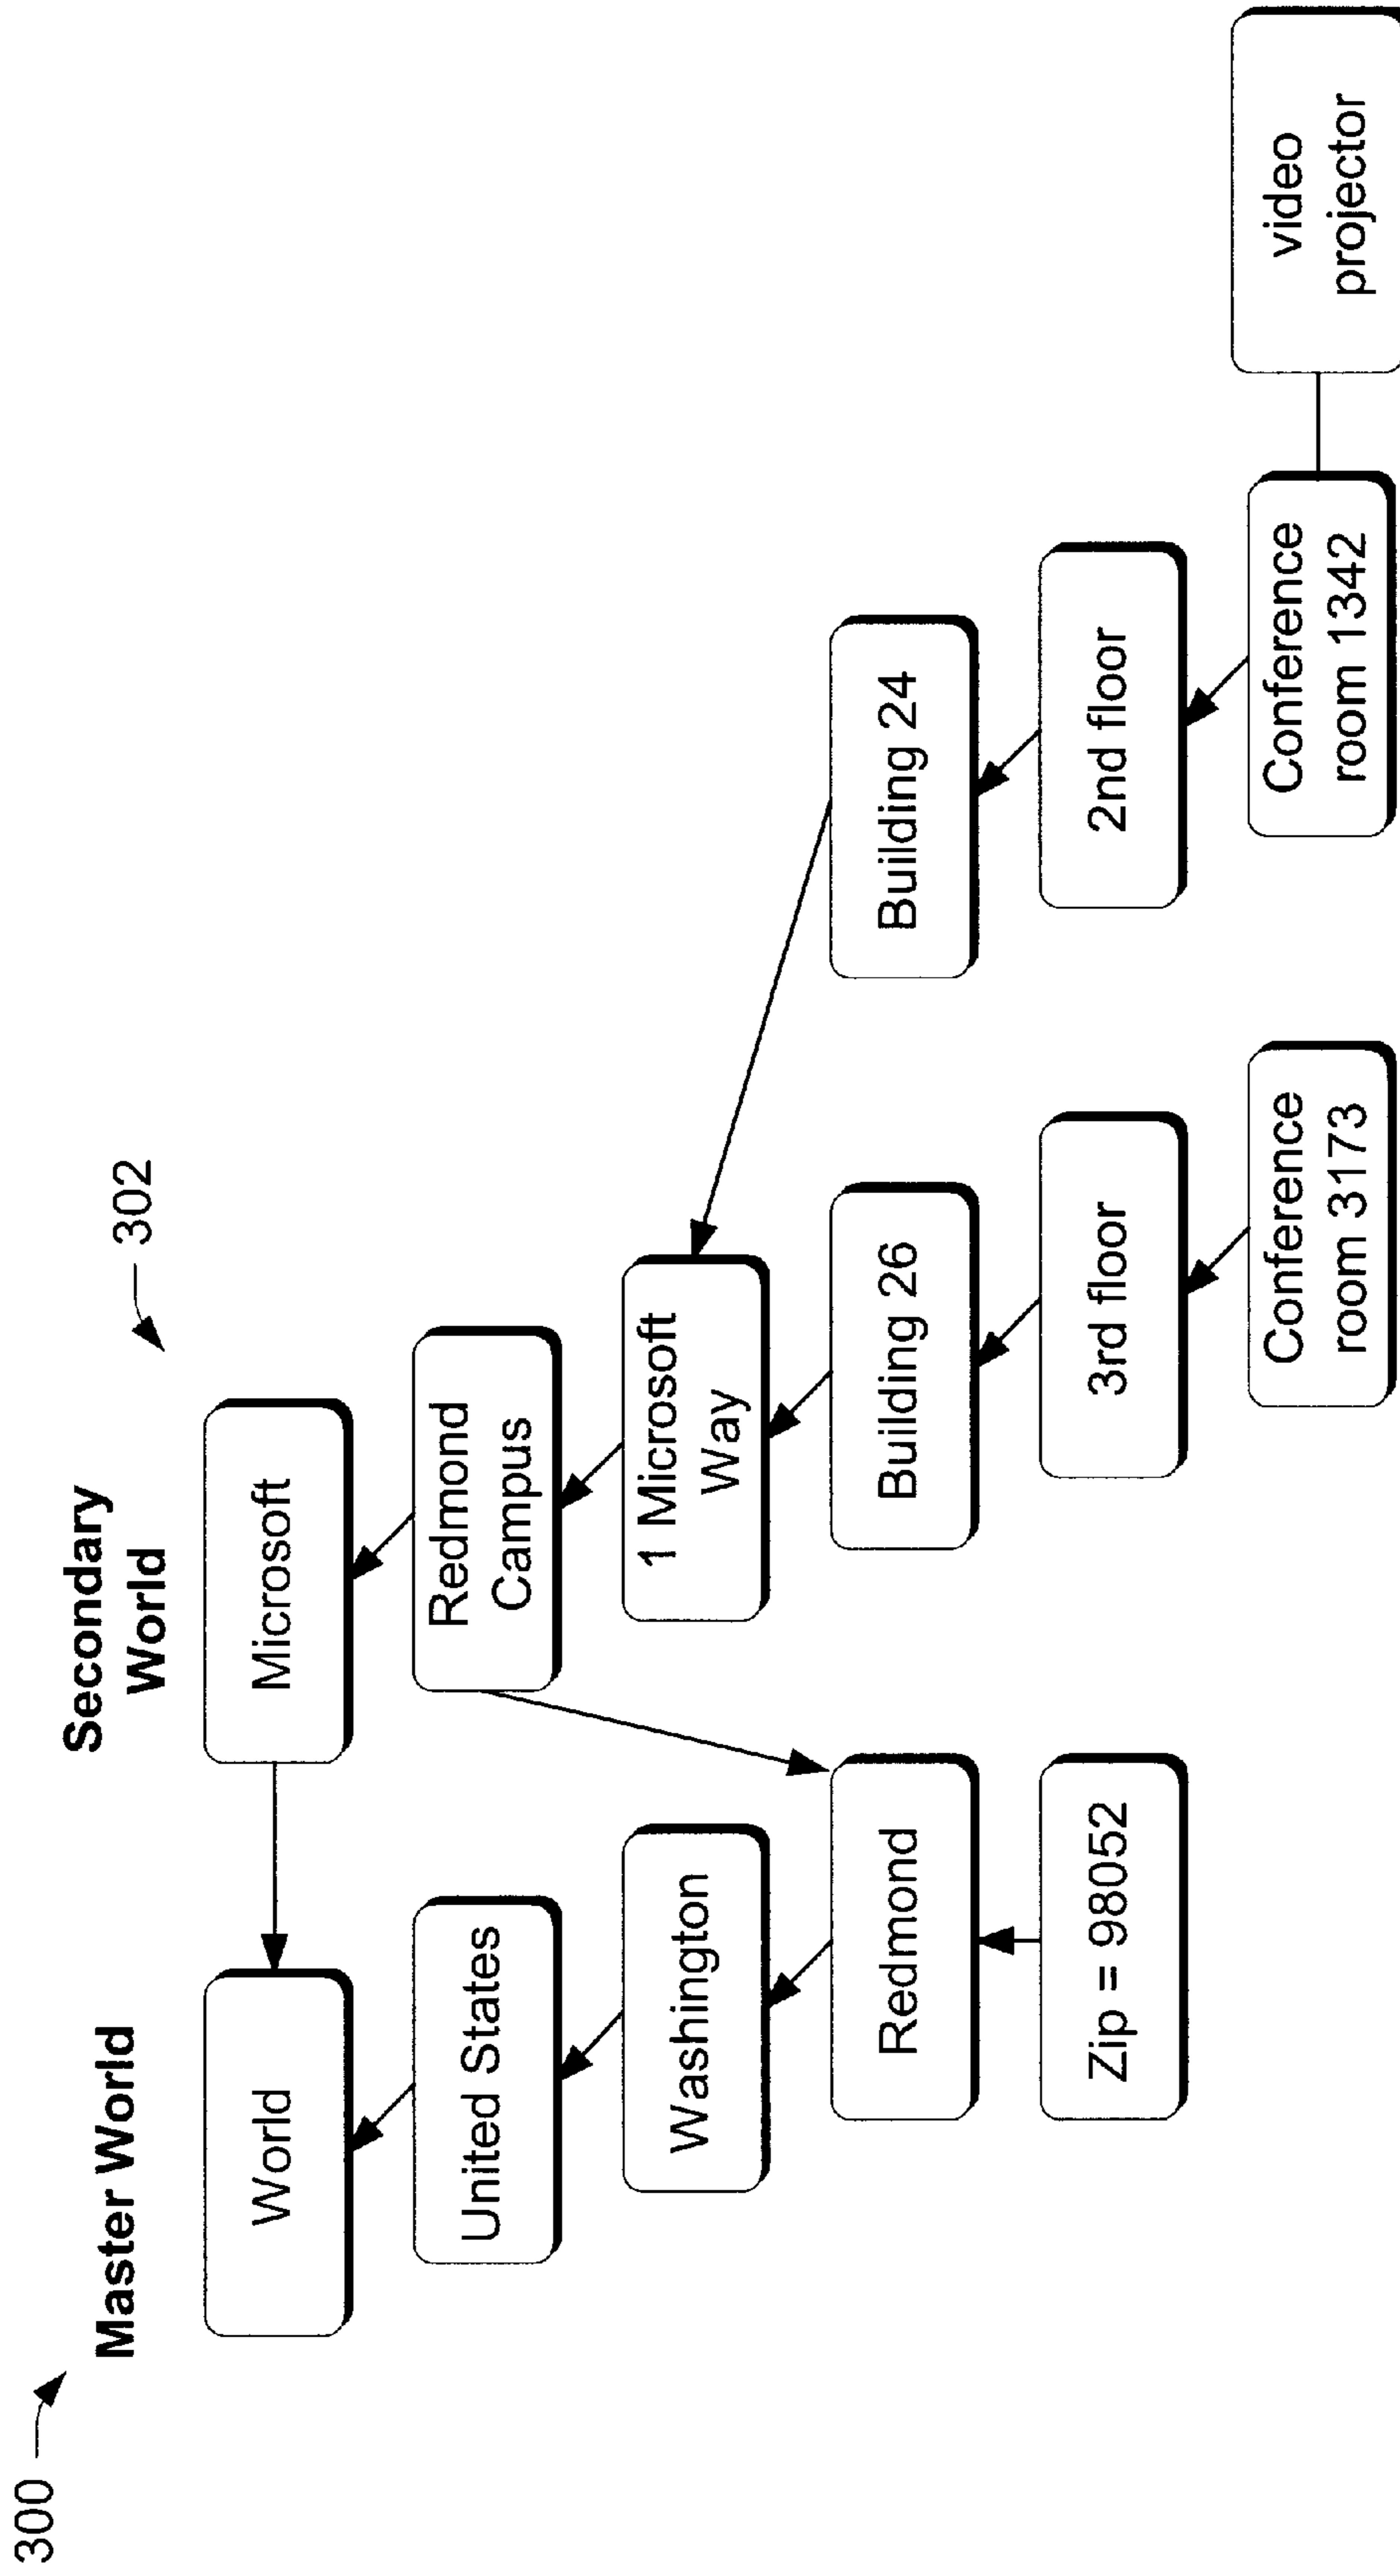 300
Master World
Secondary
World
302
World
Microsoft
United States
Redmond
Campus
Washington
1 Microsoft
Way
Redmond
Building 26
Building 24
Zip = 98052
3rd floor
2nd floor
Conference
room 3173
Conference
room 1342
video
projector